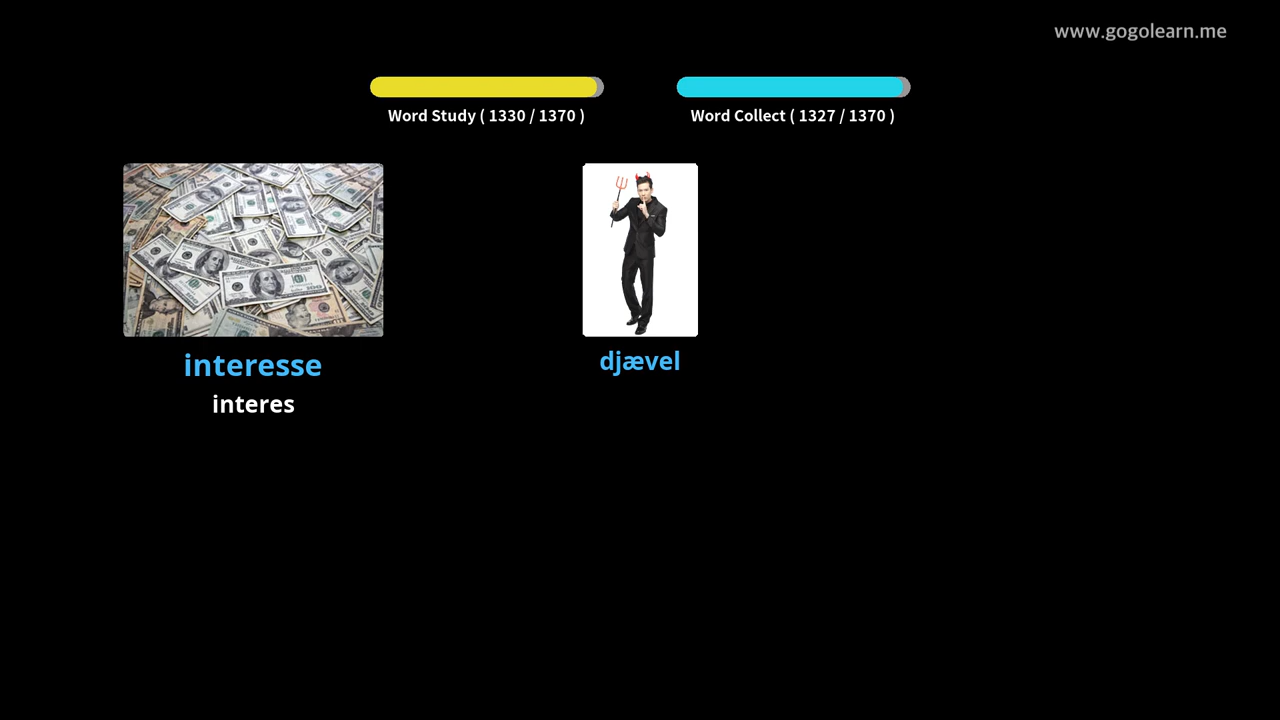 www.gogolearn.me
Word Study ( 1330 / 1370 )
Word Collect ( 1327 / 1370 )
interesse
interes
djævel